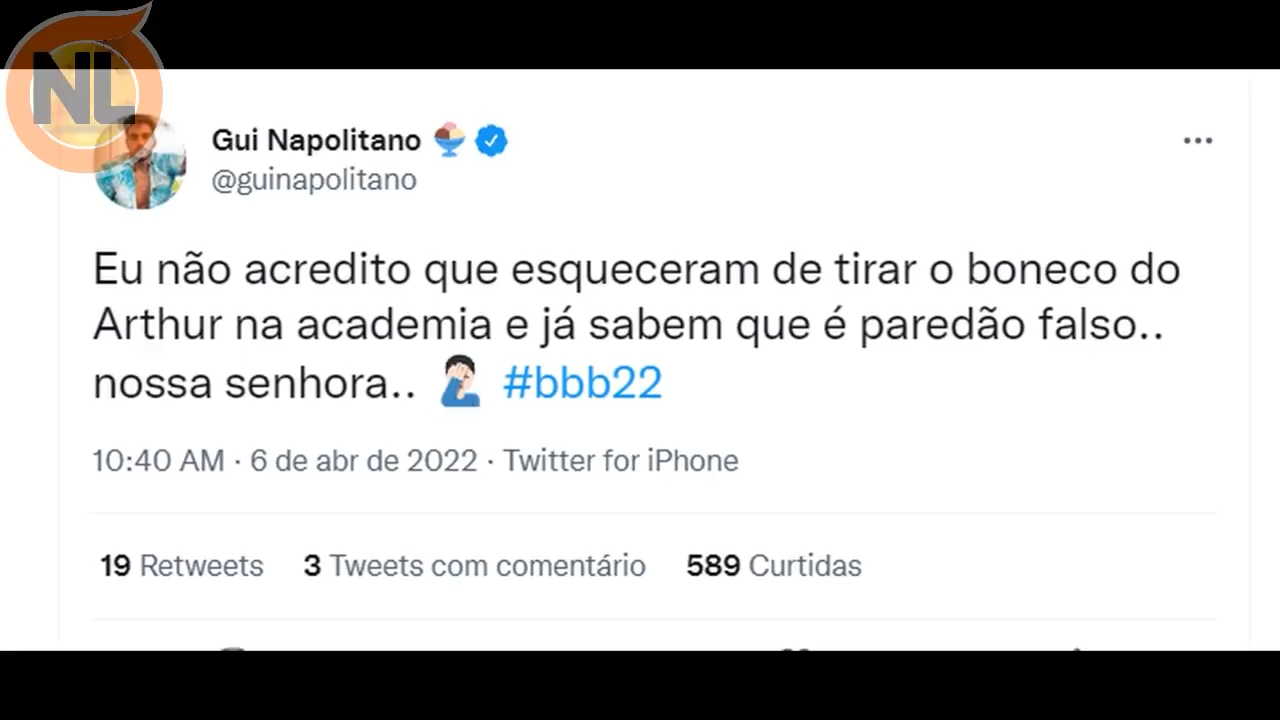 NL
Gui Napolitano
@guinapolitano
Eu não acredito que esqueceram de tirar o boneco do
Arthur na academia e já sabem que é paredão falso..
nossa senhora.. #bbb22
10:40 AM · 6 de abr de 2022 · Twitter for iPhone
19 Retweets 3 Tweets com comentário 589 Curtidas